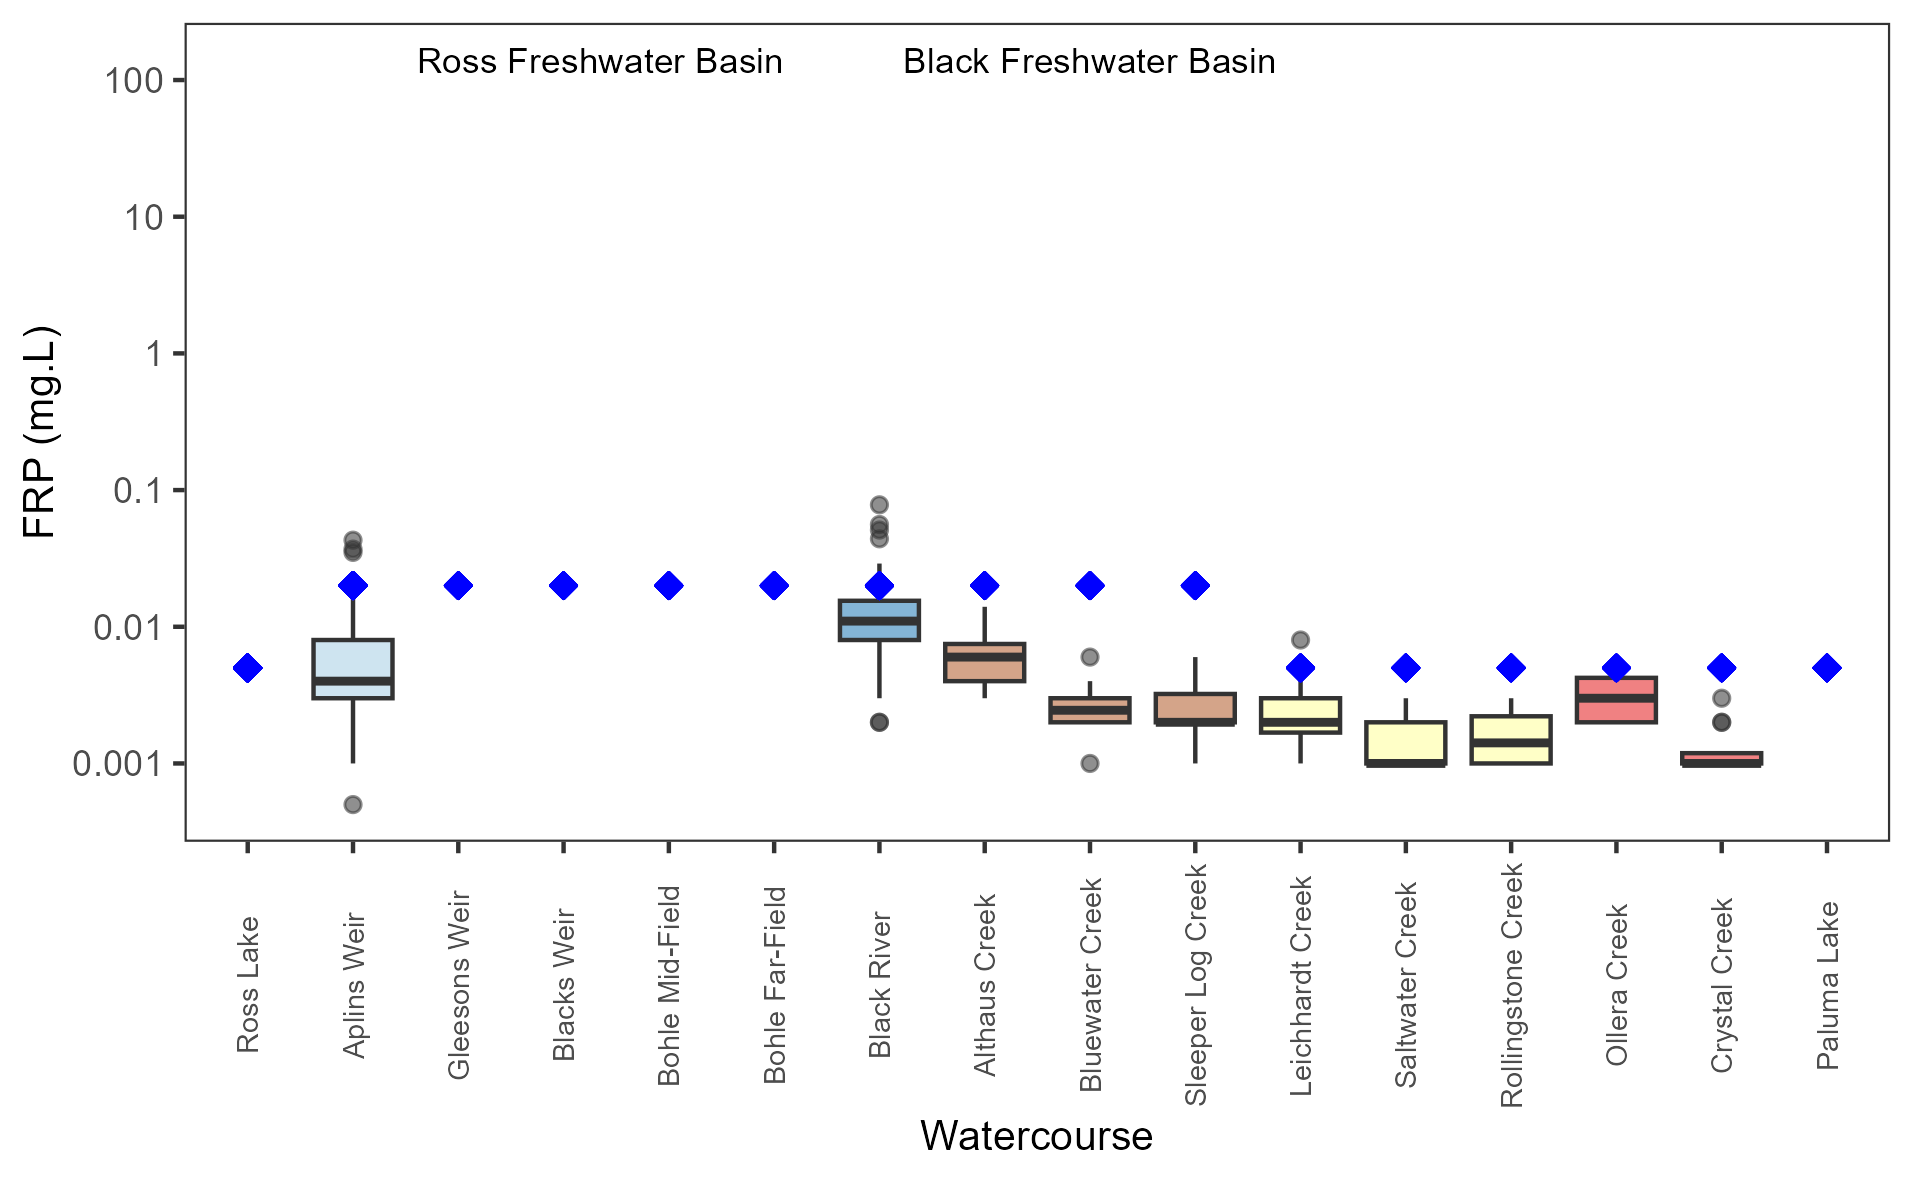 Ross Freshwater Basin
Black Freshwater Basin
100
10
1
0.1
0.01
0.001
FRP (mg.L)
Ross Lake
Aplins Weir
Gleesons Weir
Blacks Weir
Bohle Mid-Field
Bohle Far-Field
Black River
Althaus Creek
Bluewater Creek
Sleeper Log Creek
Leichhardt Creek
Saltwater Creek
Rollingstone Creek
Ollera Creek
Crystal Creek
Paluma Lake
Watercourse